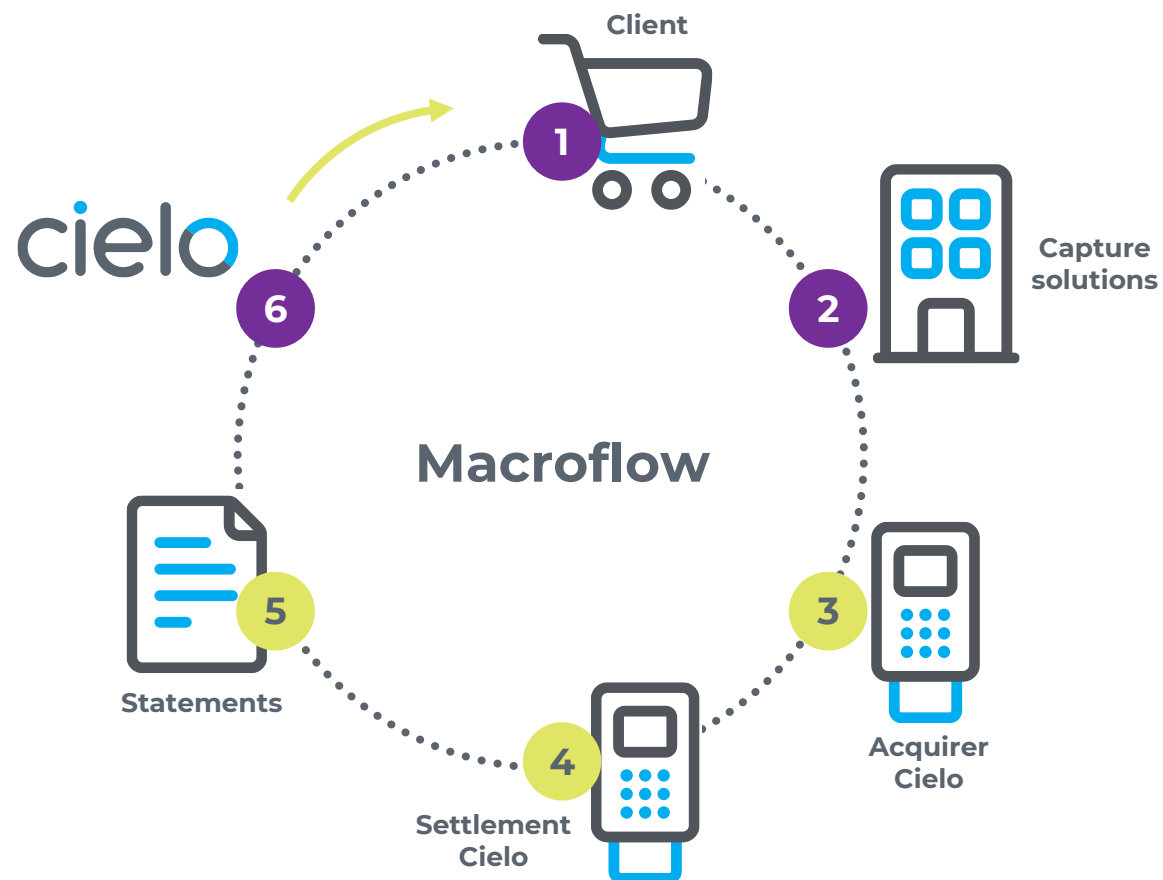 Client
1
cielo
Capture
solutions
6
2
Macroflow
5
3
Statements
Acquirer
Cielo
4
Settlement
Cielo